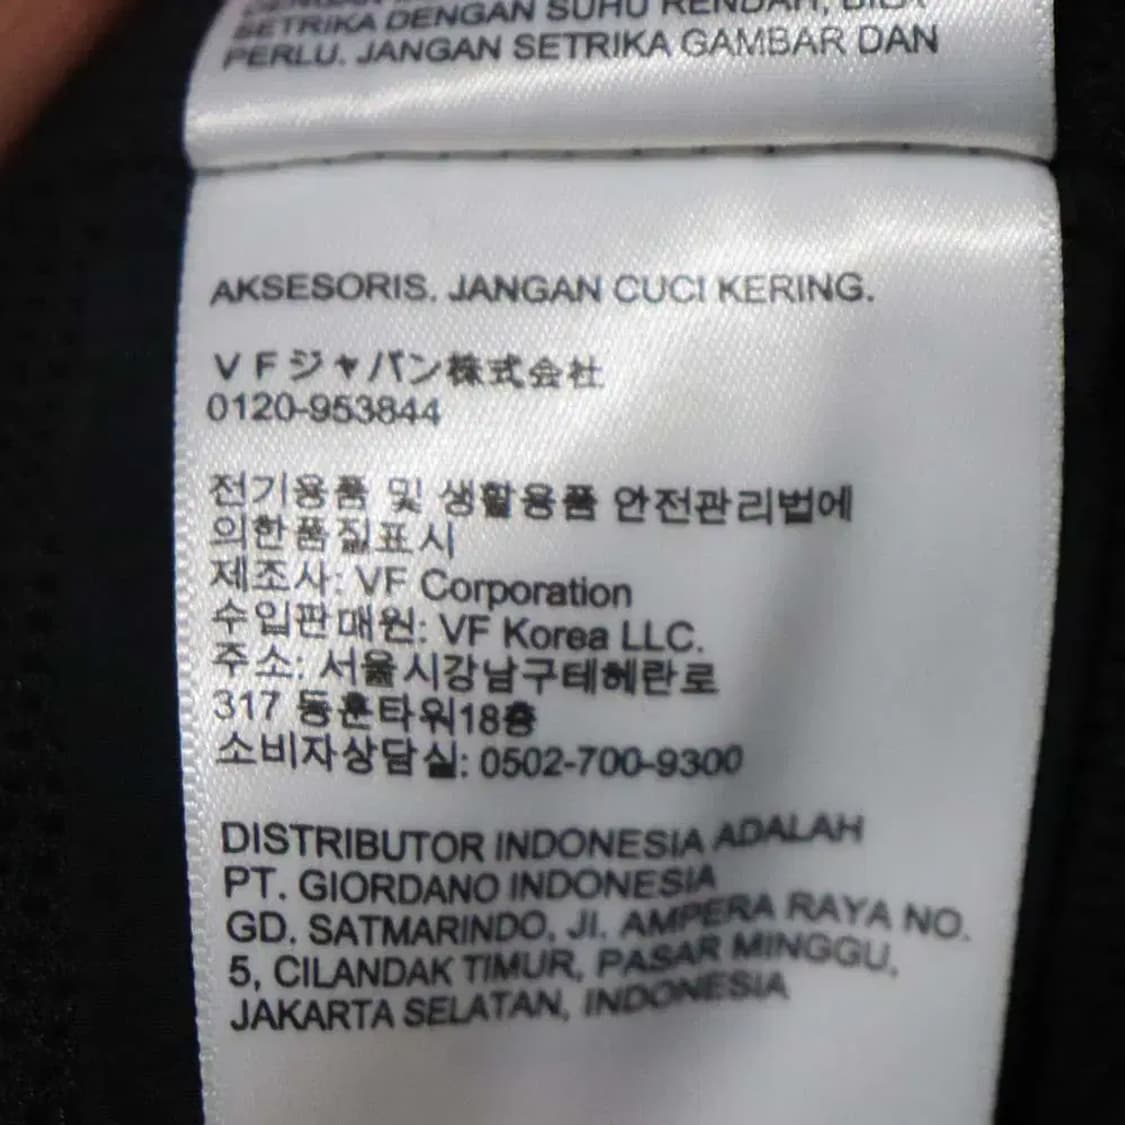 SETRIKA DENGAN SUHU RENDAH, BILA
PERLU. JANGAN SETRIKA GAMBAR DAN
AKSESORIS. JANGAN CUCI KERING.
VFジャパン株式会社
0120-953844
전기용품 및 생활용품 안전관리법에
의한품질표시
제조사: VF Corporation
수입판매원: VF Korea LLC.
주소: 서울시강남구테헤란로
317 동훈타워18층
소비자상담실: 0502-700-9300
DISTRIBUTOR INDONESIA ADALAH
PT. GIORDANO INDONESIA
GD. SATMARINDO, Jl. AMPERA RAYA NO.
5, CILANDAK TIMUR, PASAR MINGGU,
JAKARTA SELATAN, INDONESIA